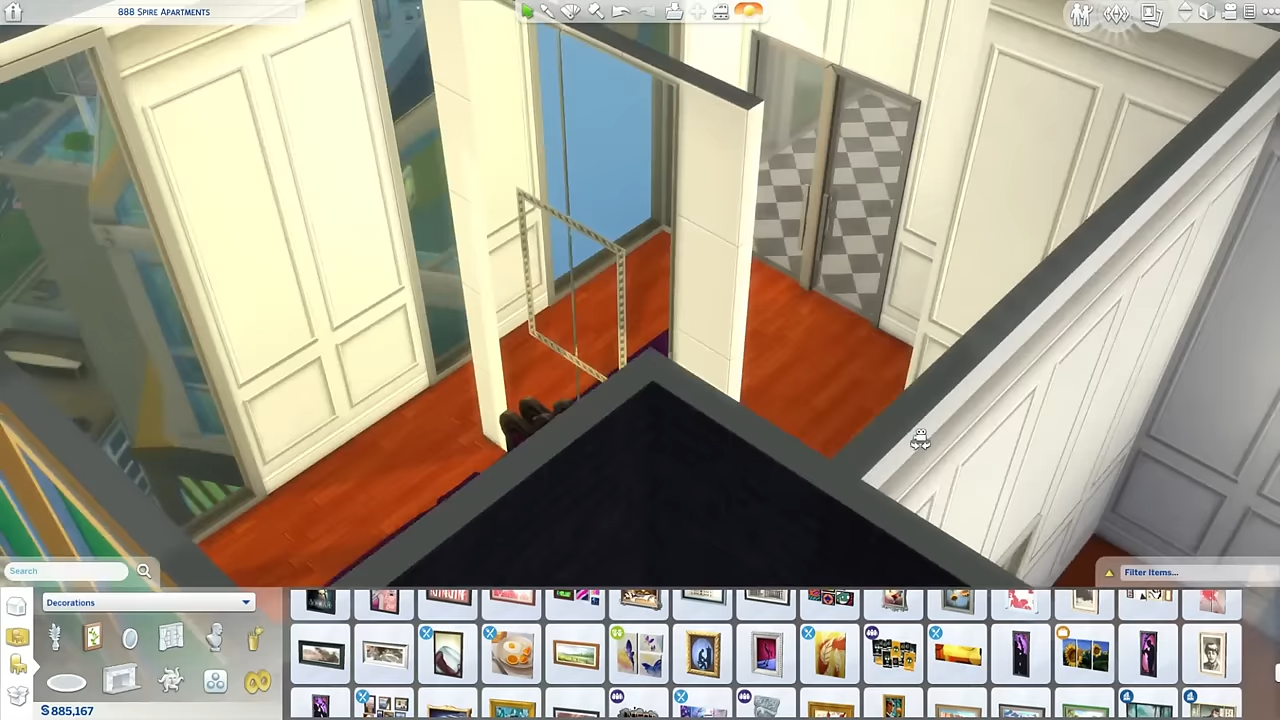 888 SPIRE APARTMENTS
Search
Filter Items...
Decorations
§885,167